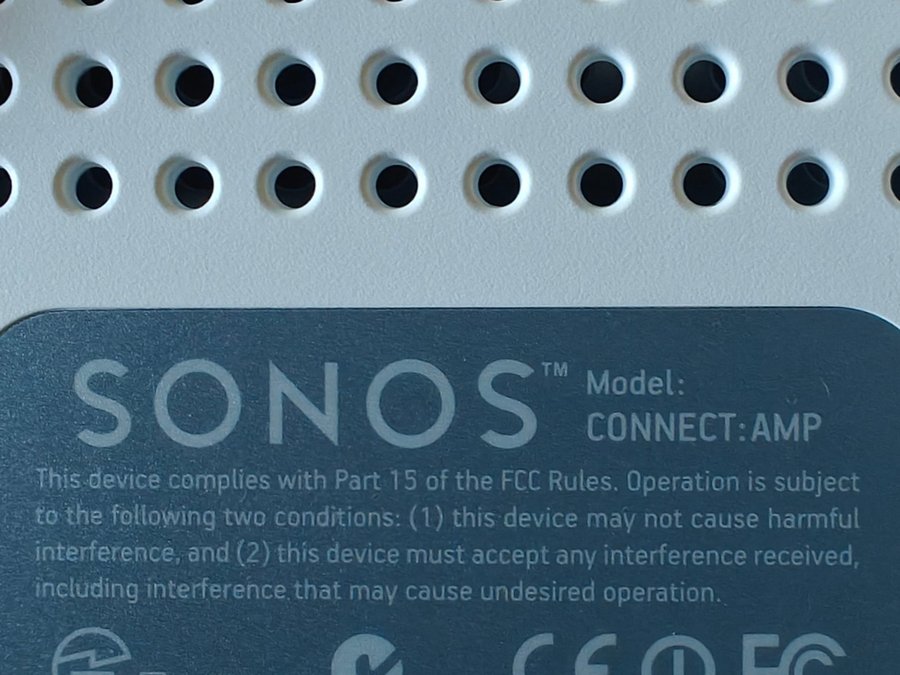 SONOS™ Model:
CONNECT:AMP
This device complies with Part 15 of the FCC Rules. Operation is subject
to the following two conditions: (1) this device may not cause harmful
interference, and (2) this device must accept any interference received,
including interference that may cause undesired operation.
CE FC